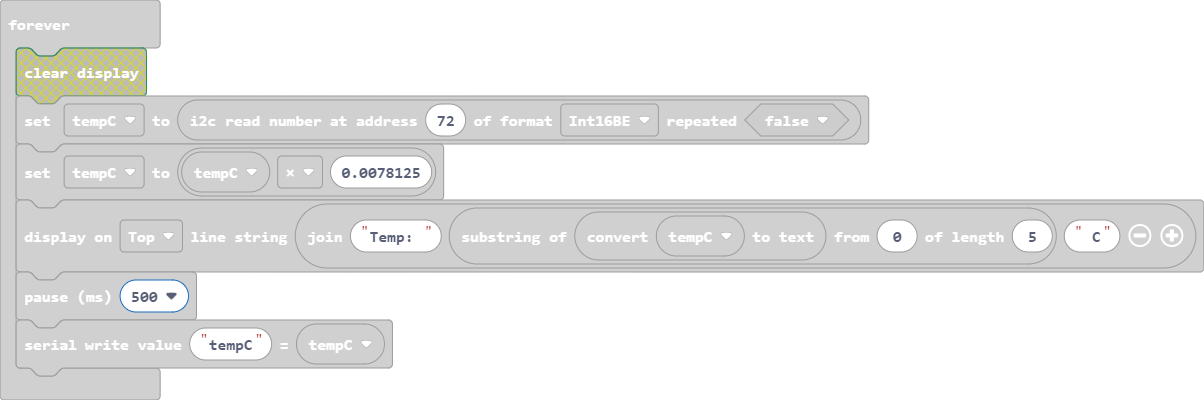 forever
clear display
set tempC to i2c read number at address 72 of format Int16BE repeated false
set tempC to tempC × 0.0078125
display on Top line string join "Temp: " substring of convert tempC to text from 0 of length 5 " C"
pause (ms) 500
serial write value "tempC" = tempC